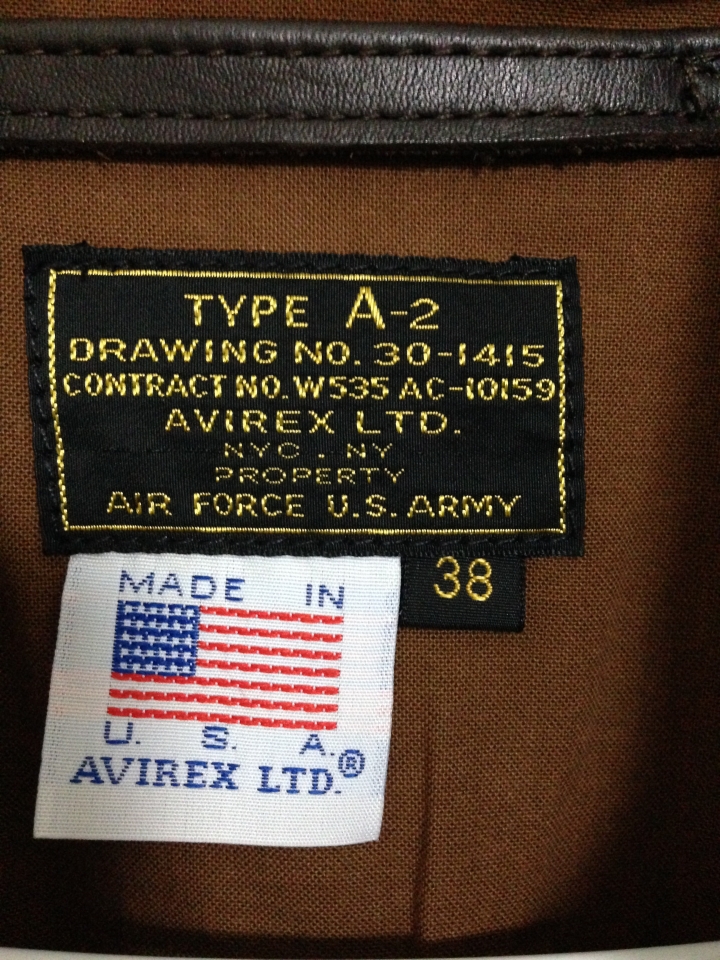 TYPE A-2
DRAWING NO. 30-1415
CONTRACT NO. W535 AC-10159
AVIREX LTD.
NYC. NY
PROPERTY
AIR FORCE U.S. ARMY
38
MADE IN
U. S. A.
AVIREX LTD.®